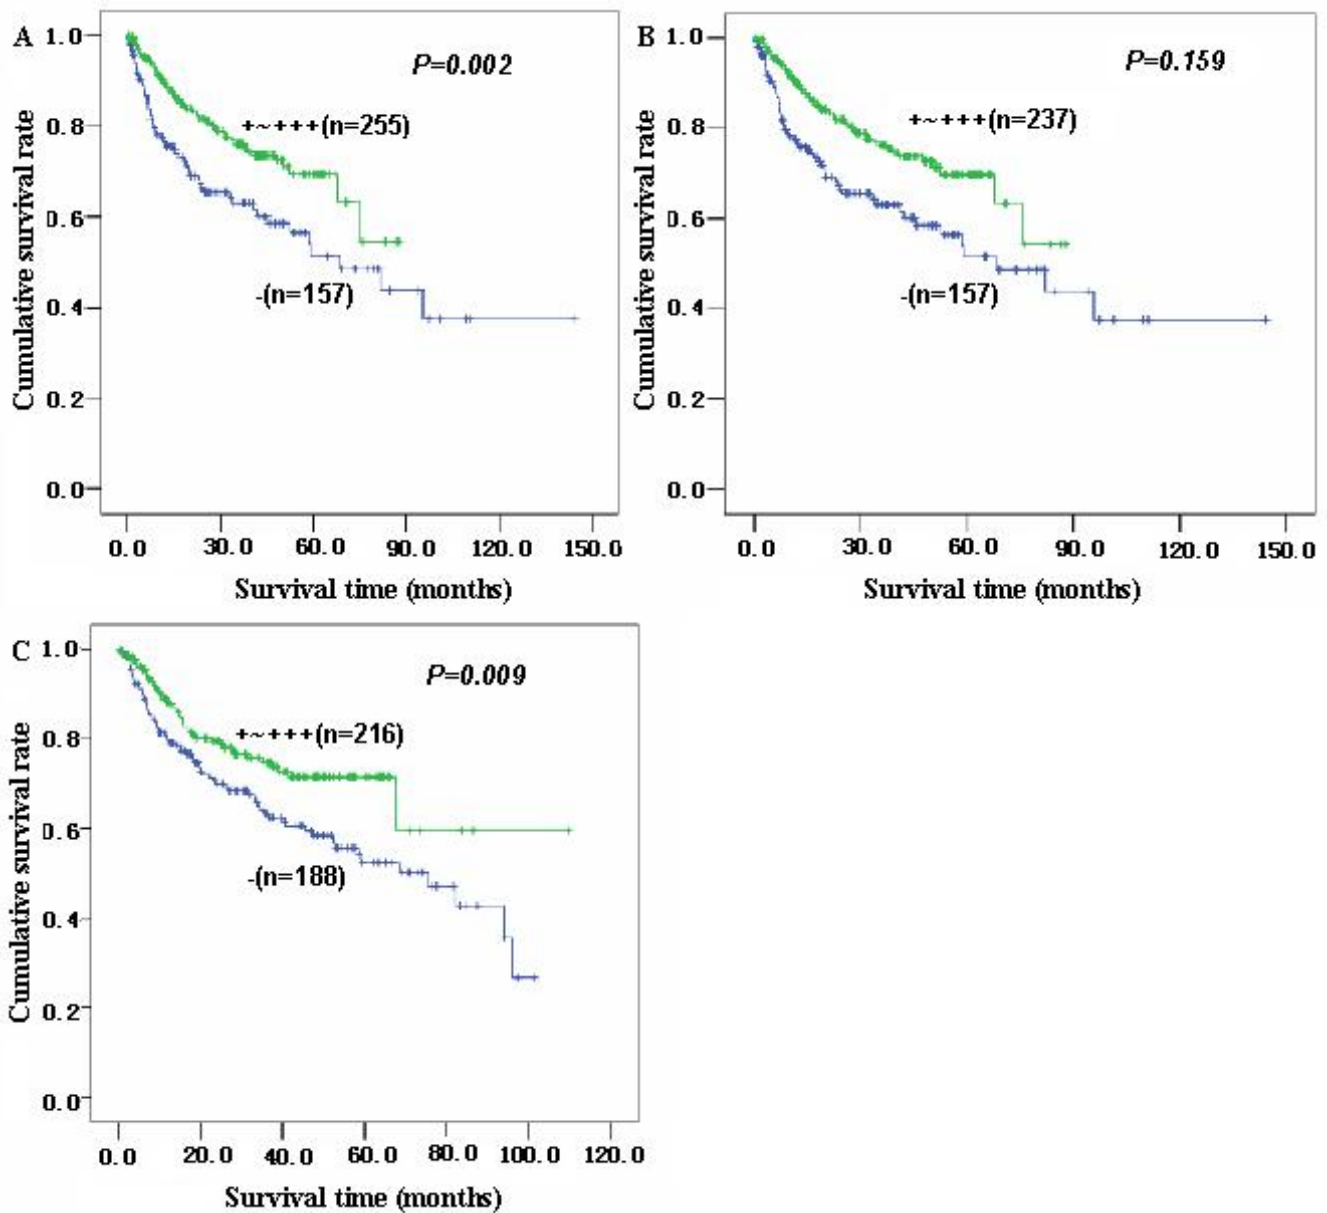 A
P=0.002
Cumulative survival rate
1.0
0.8
0.6
0.4
0.2
0.0
+~+++(n=255)
-(n=157)
0.0 30.0 60.0 90.0 120.0 150.0
Survival time (months)
B
P=0.159
Cumulative survival rate
1.0
0.8
0.6
0.4
0.2
0.0
+~+++(n=237)
-(n=157)
0.0 30.0 60.0 90.0 120.0 150.0
Survival time (months)
C
P=0.009
Cumulative survival rate
1.0
0.8
0.6
0.4
0.2
0.0
+~+++(n=216)
-(n=188)
0.0 20.0 40.0 60.0 80.0 100.0 120.0
Survival time (months)